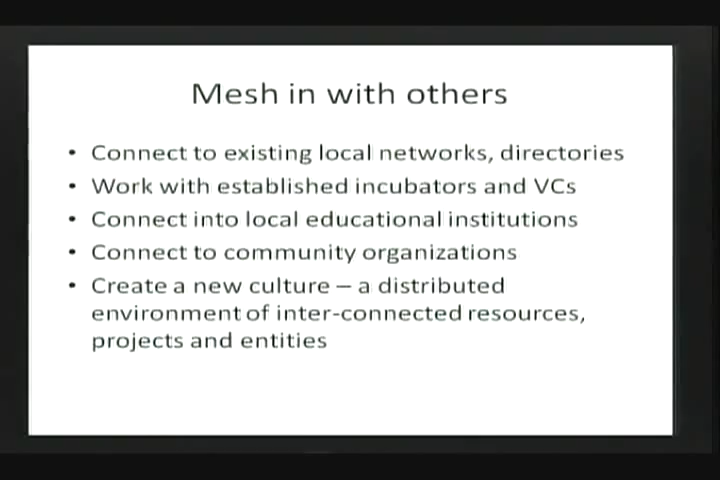 Mesh in with others
• Connect to existing local networks, directories
• Work with established incubators and VCs
• Connect into local educational institutions
• Connect to community organizations
• Create a new culture – a distributed
environment of inter-connected resources,
projects and entities